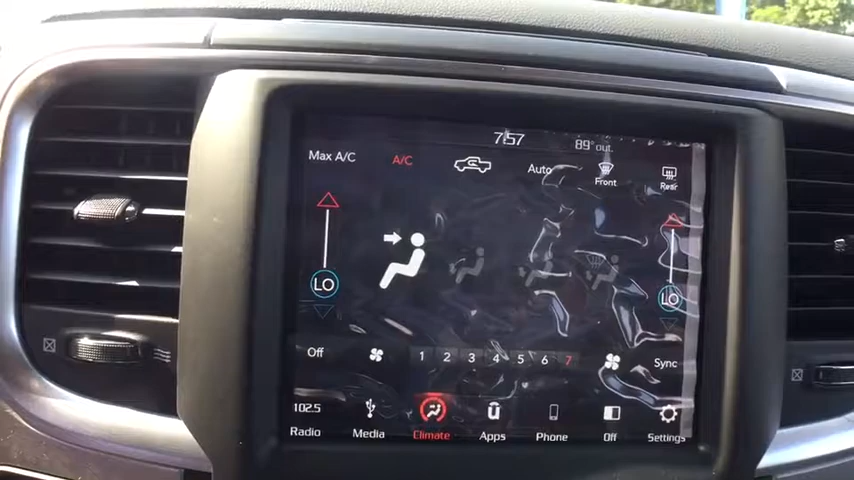 7:57
89° out.
Max A/C A/C Auto Front Rear
LO LO
Off 1 2 3 4 5 6 7 Sync
102.5
Radio Media Climate Apps Phone Off Settings